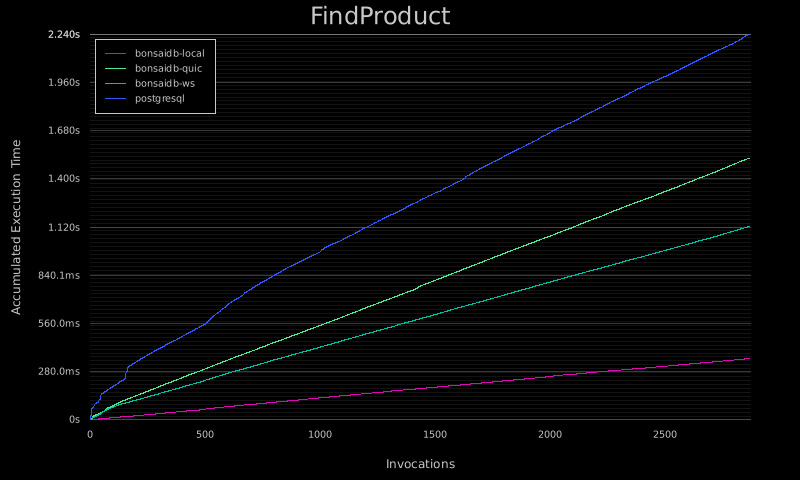 FindProduct
2.240s
1.960s
1.680s
1.400s
1.120s
840.1ms
560.0ms
280.0ms
0s
bonsaidb-local
bonsaidb-quic
bonsaidb-ws
postgresql
Accumulated Execution Time
0
500
1000
1500
2000
2500
Invocations